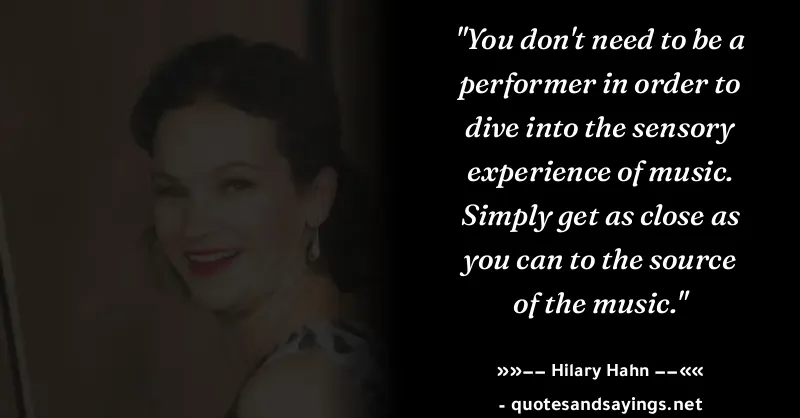 "You don't need to be a
performer in order to
dive into the sensory
experience of music.
Simply get as close as
you can to the source
of the music."
»»–– Hilary Hahn ––««
- quotesandsayings.net